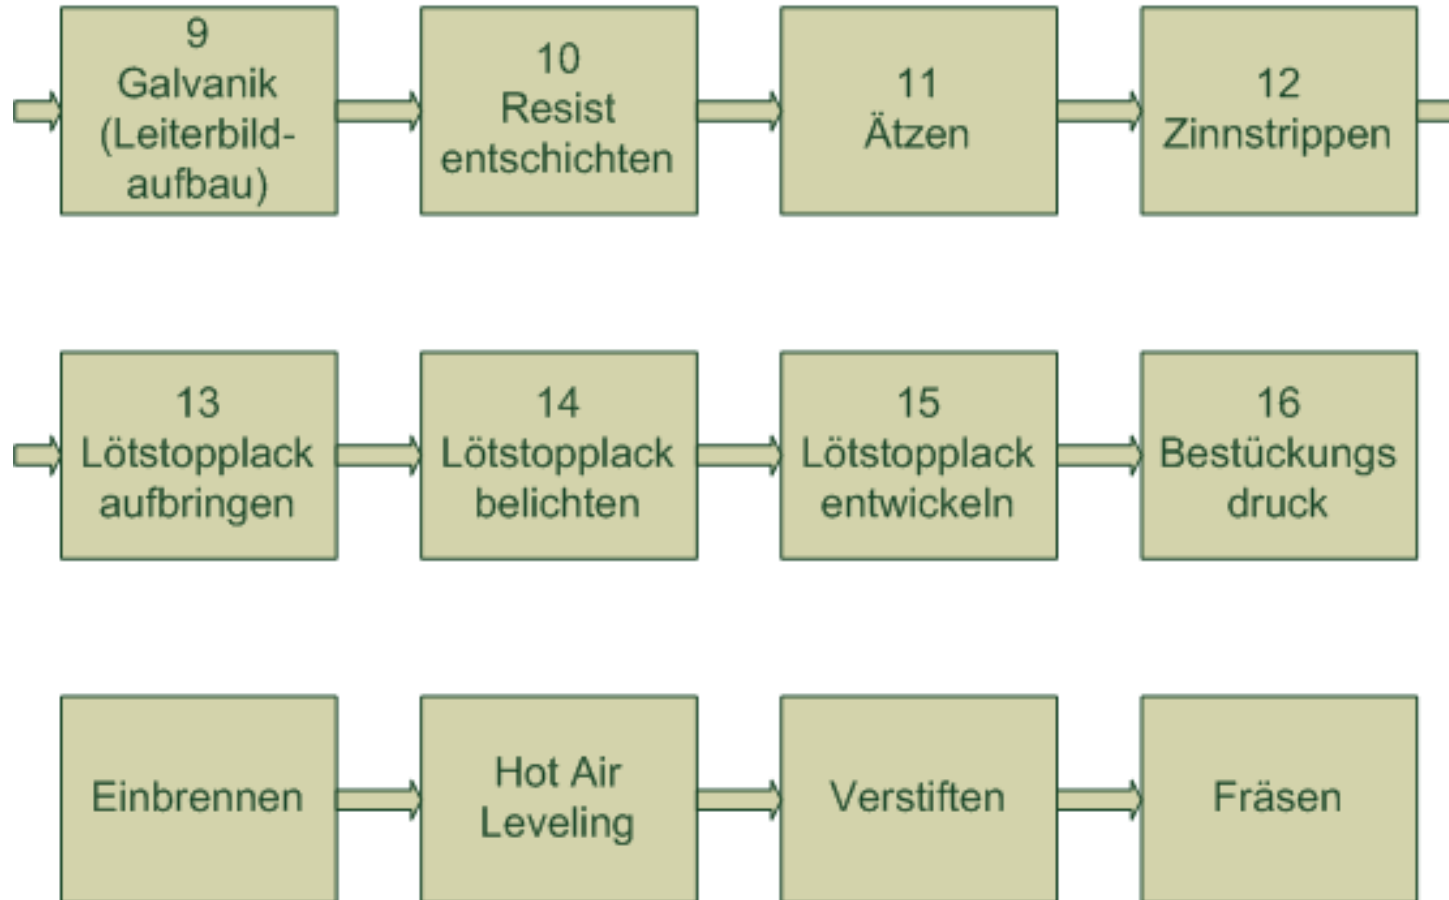 9
Galvanik
(Leiterbild-
aufbau)
10
Resist
entschichten
11
Ätzen
12
Zinnstrippen
13
Lötstopplack
aufbringen
14
Lötstopplack
belichten
15
Lötstopplack
entwickeln
16
Bestückungs
druck
Einbrennen
Hot Air
Leveling
Verstiften
Fräsen